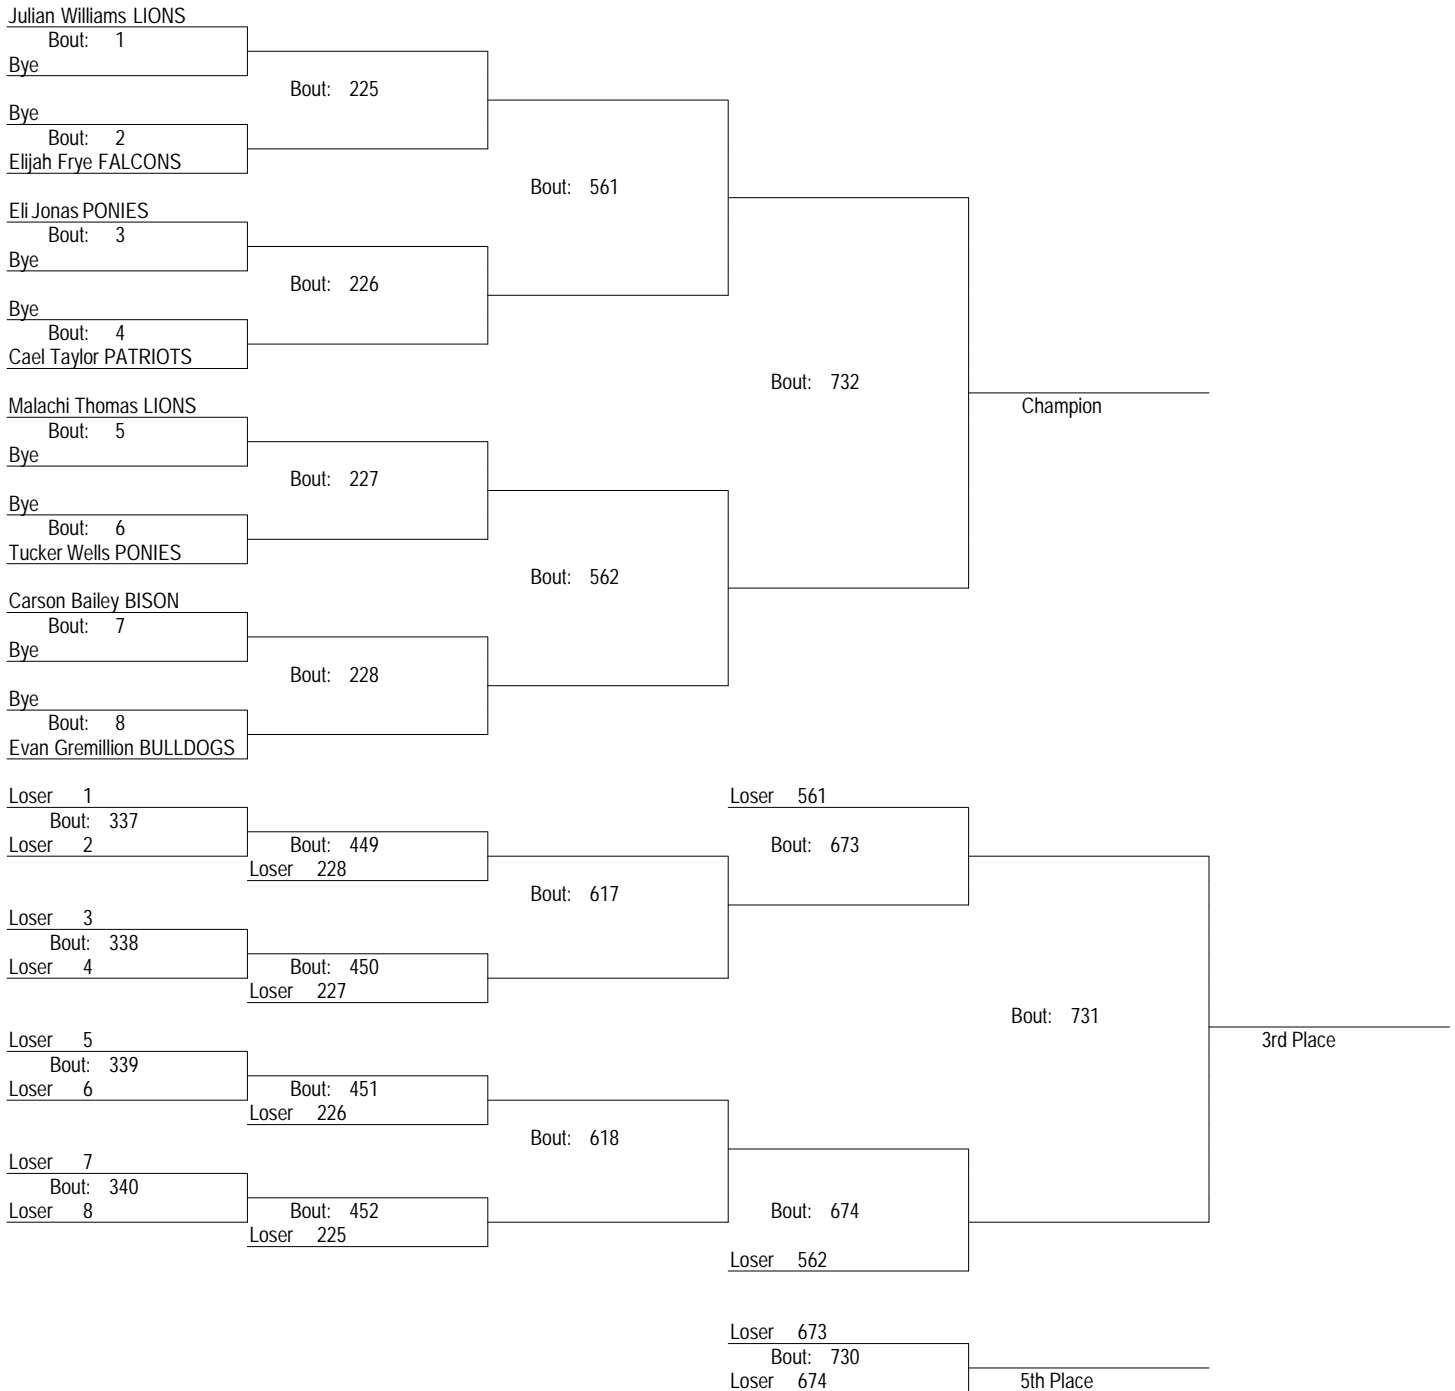 Julian Williams LIONS
Bout: 1
Bye
Bout: 225
Bye
Bout: 2
Elijah Frye FALCONS
Bout: 561
Eli Jonas PONIES
Bout: 3
Bye
Bout: 226
Bye
Bout: 4
Cael Taylor PATRIOTS
Bout: 732
Malachi Thomas LIONS
Champion
Bout: 5
Bye
Bout: 227
Bye
Bout: 6
Tucker Wells PONIES
Bout: 562
Carson Bailey BISON
Bout: 7
Bye
Bout: 228
Bye
Bout: 8
Evan Gremillion BULLDOGS
Loser 1
Loser 561
Bout: 337
Loser 2
Bout: 449
Bout: 673
Loser 228
Bout: 617
Loser 3
Bout: 338
Loser 4
Bout: 450
Loser 227
Bout: 731
Loser 5
3rd Place
Bout: 339
Loser 6
Bout: 451
Loser 226
Bout: 618
Loser 7
Bout: 340
Loser 8
Bout: 452
Bout: 674
Loser 225
Loser 562
Loser 673
Bout: 730
Loser 674
5th Place